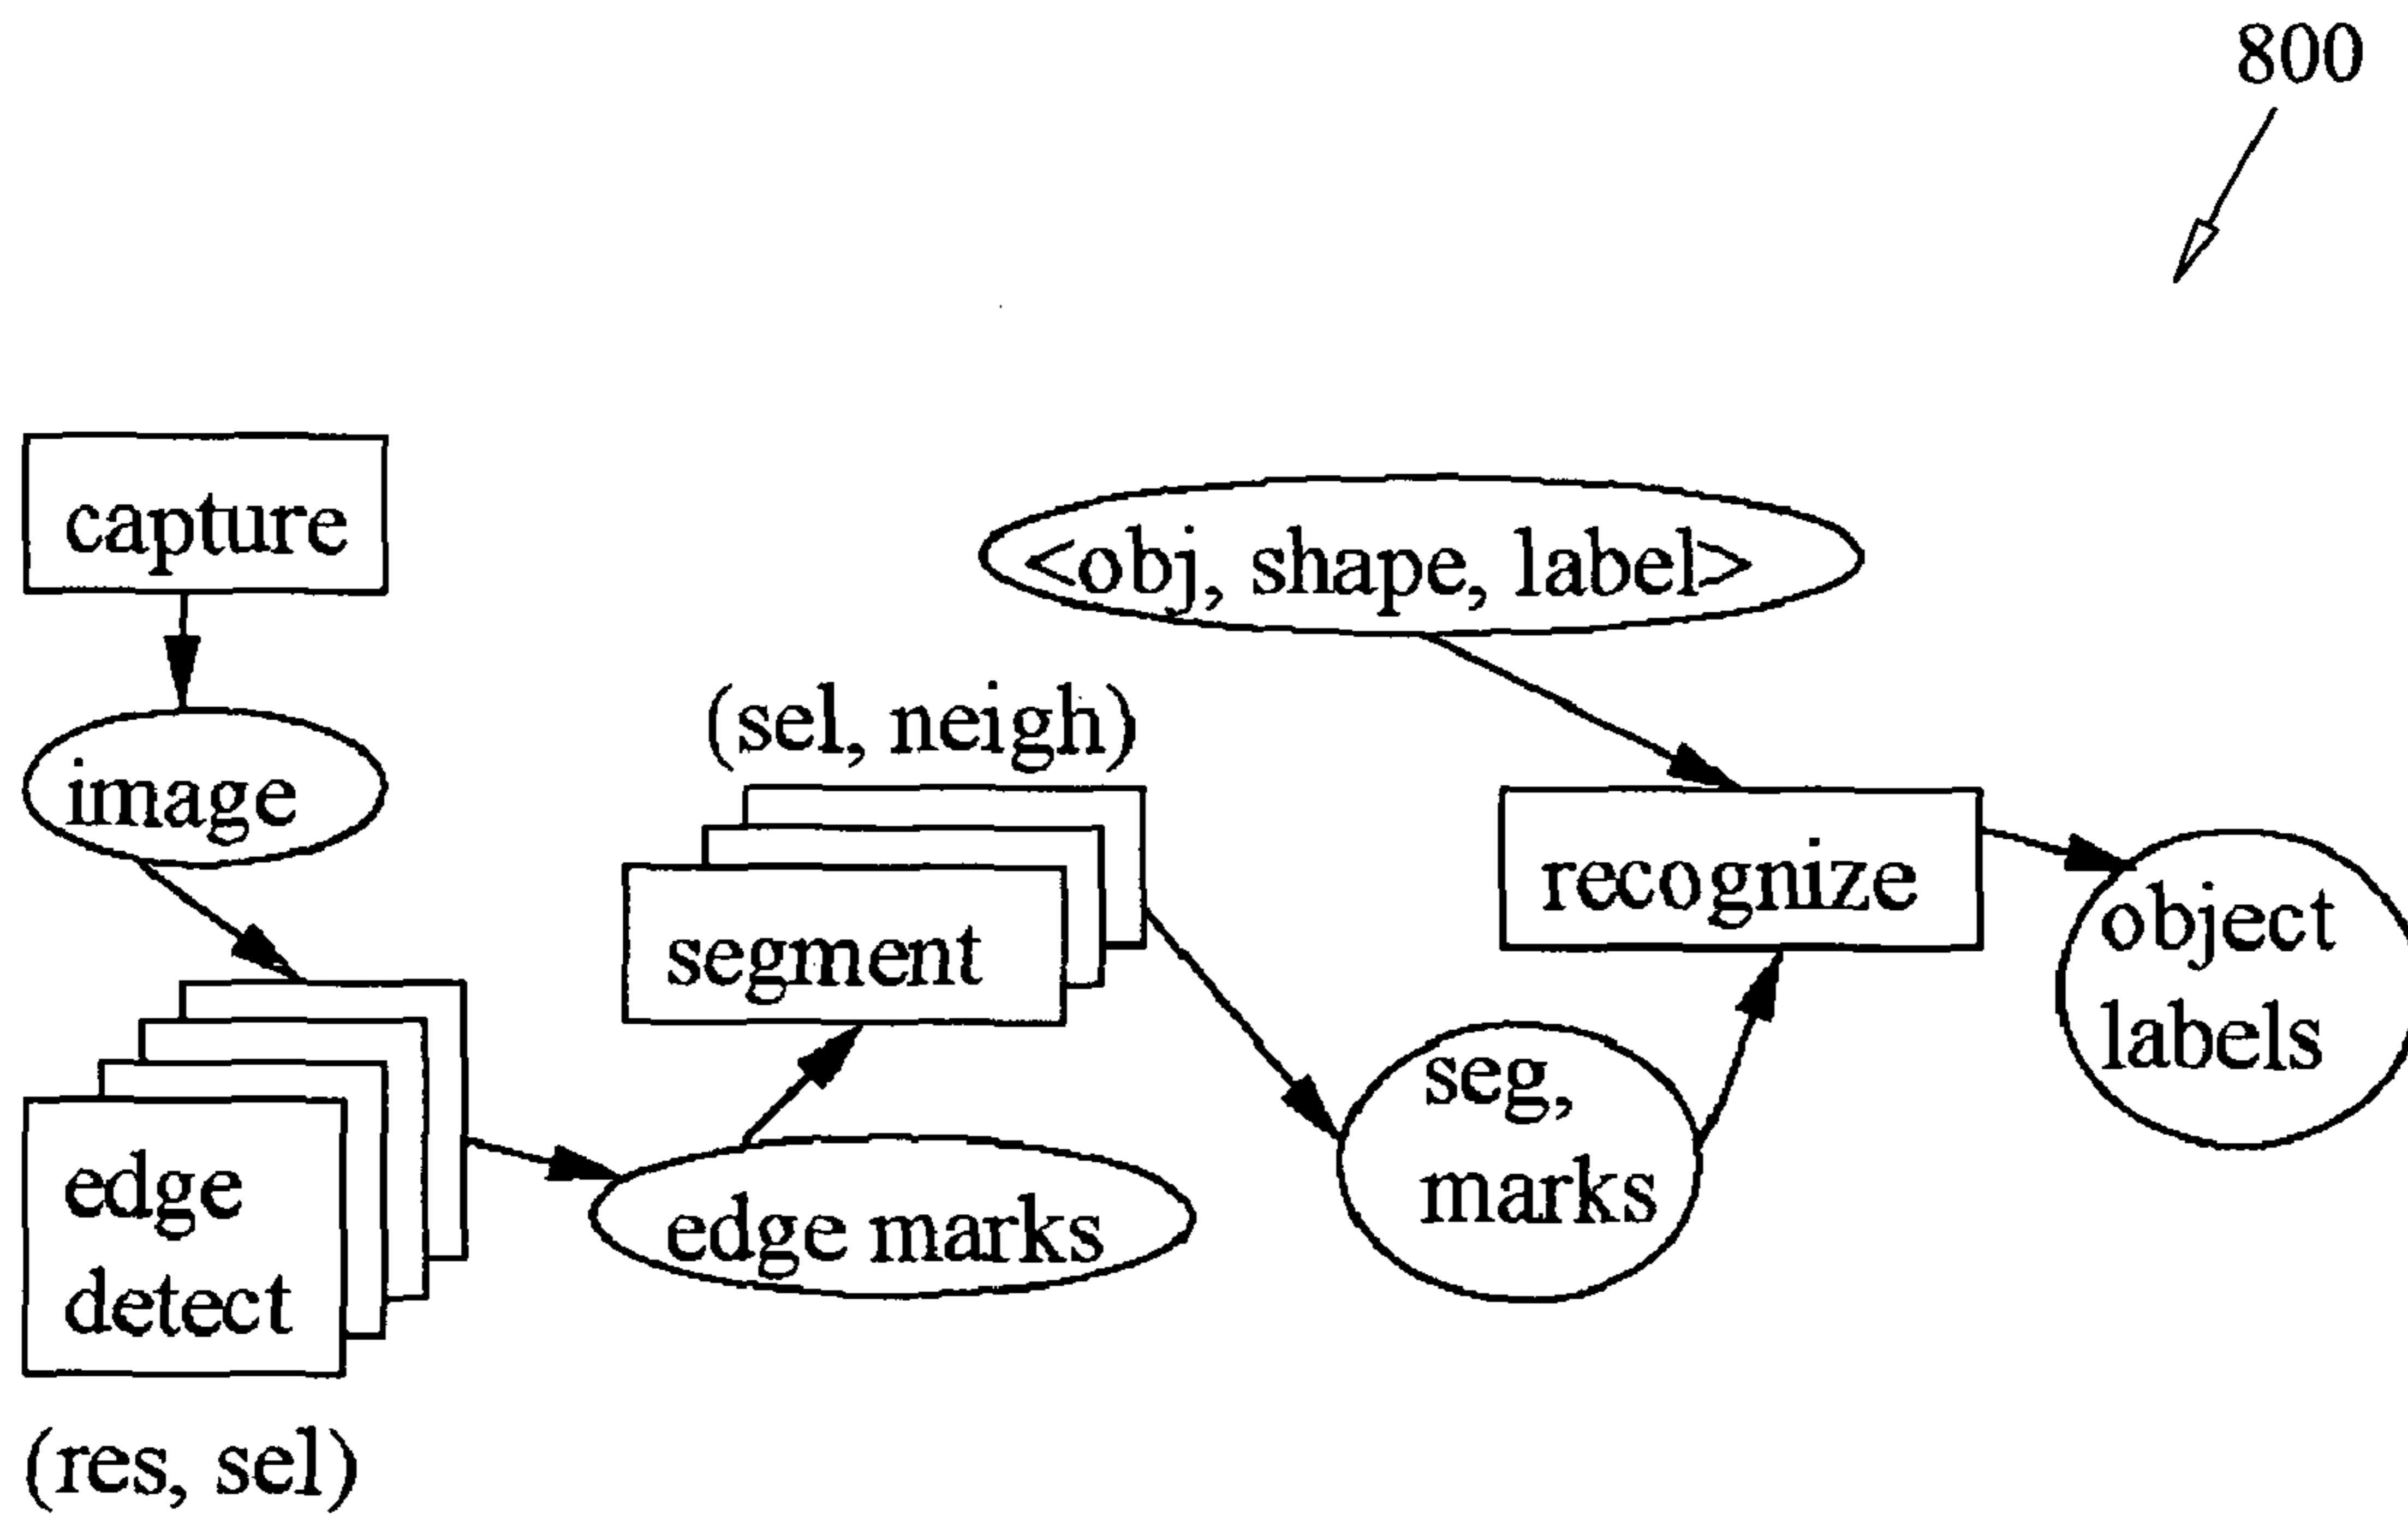 800
capture
<obj, shape, label>
(sel, neigh)
image
recognize
segment
object
labels
seg,
marks
edge
detect
edge marks
(res, sel)